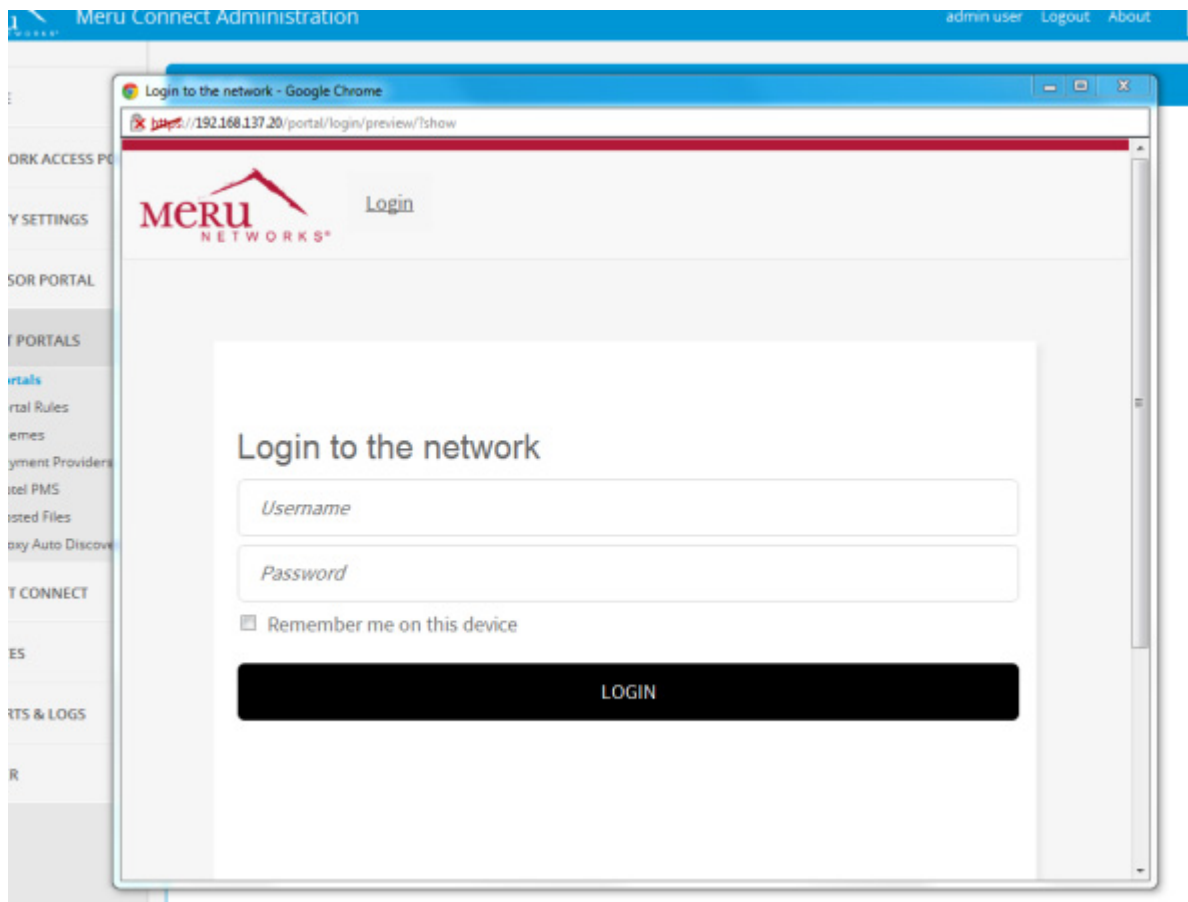 Meru Connect Administration
admin user Logout About
Login to the network - Google Chrome
https://192.168.137.20/portal/login/preview/?show
MERU
NETWORKS
Login
ORK ACCESS PO
Y SETTINGS
SOR PORTAL
T PORTALS
rtals
rtal Rules
emes
yment Providers
otel PMS
osted Files
oxy Auto Discove
T CONNECT
ES
RTS & LOGS
R
Login to the network
Username
Password
Remember me on this device
LOGIN